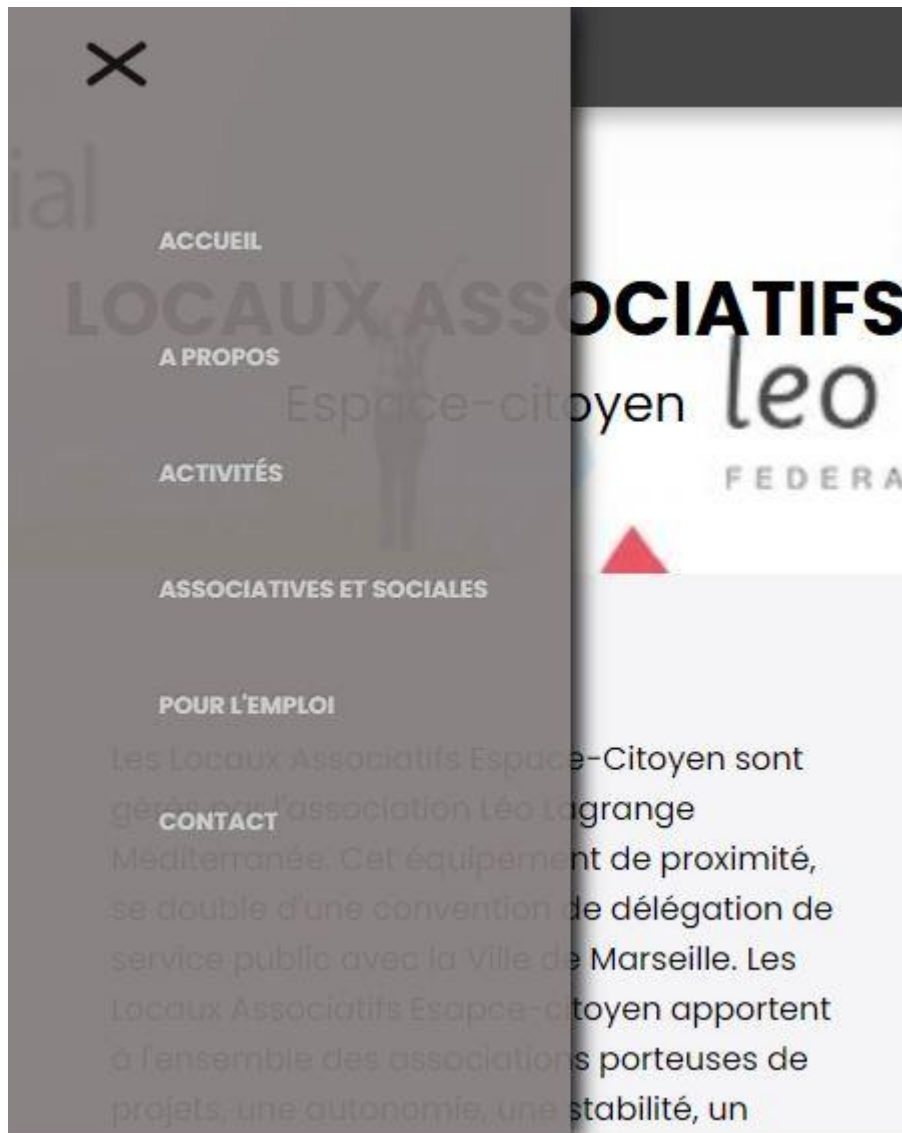 ial
ACCUEIL
LOCAUX ASSOCIATIFS
A PROPOS
Espace-citoyen
leo
FEDERA
ACTIVITÉS
ASSOCIATIVES ET SOCIALES
POUR L'EMPLOI
CONTACT
Les Locaux Associatifs Espace-Citoyen sont
gérés par l'association Léo Lagrange
Méditerranée. Cet équipement de proximité,
se double d'une convention de délégation de
service public avec la Ville de Marseille. Les
Locaux Associatifs Esapce-citoyen apportent
à l'ensemble des associations porteuses de
projets, une autonomie, une stabilité, un